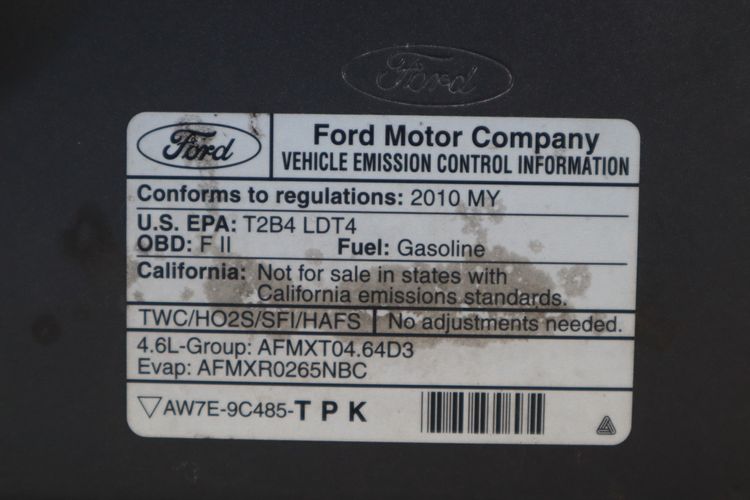 Ford
Ford
Ford Motor Company
VEHICLE EMISSION CONTROL INFORMATION
Conforms to regulations: 2010 MY
U.S. EPA: T2B4 LDT4
OBD: F II Fuel: Gasoline
California: Not for sale in states with
California emissions standards.
TWC/HO2S/SFI/HAFS No adjustments needed.
4.6L-Group: AFMXT04.64D3
Evap: AFMXR0265NBC
▽AW7E-9C485-TPK